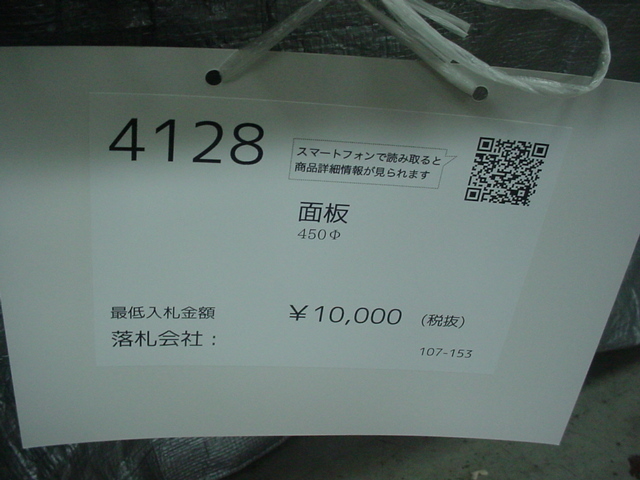 4128
スマートフォンで読み取ると
商品詳細情報が見られます
面板
450Φ
最低入札金額 ￥10,000 (税抜)
落札会社：
107-153